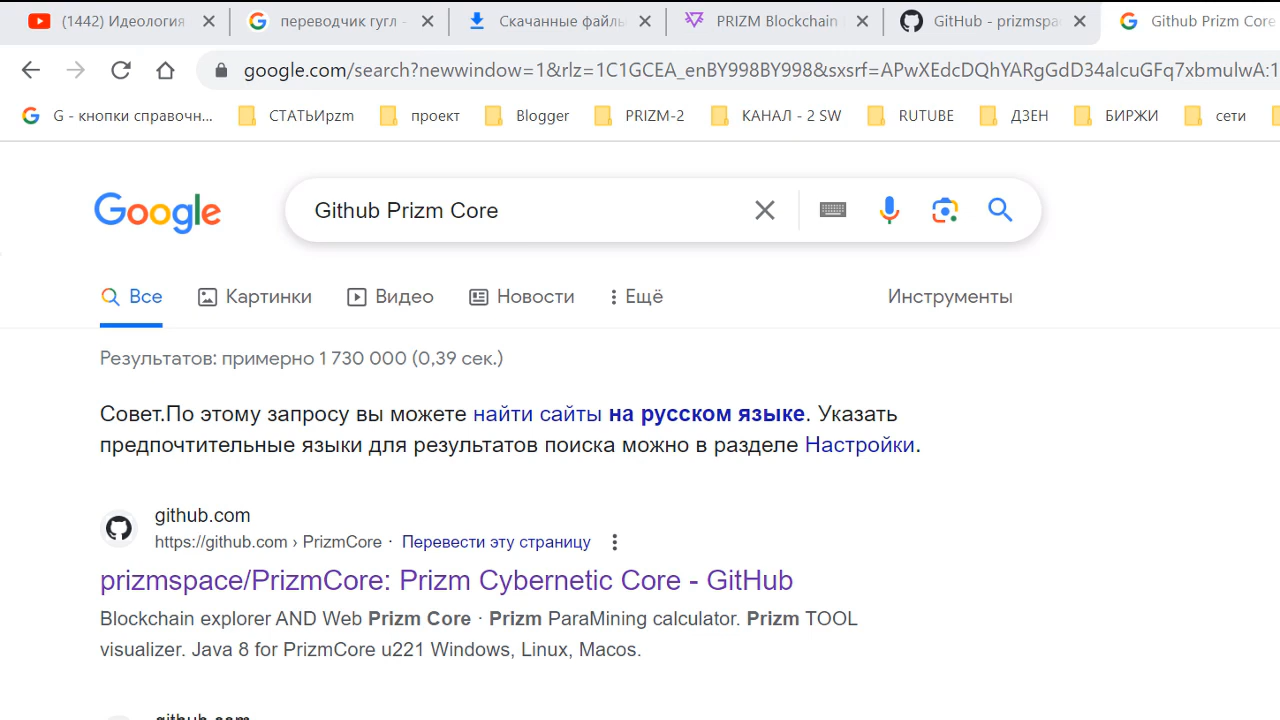 (1442) Идеология
переводчик гугл -
Скачанные файлы
PRIZM Blockchain
GitHub - prizmspa
Github Prizm Core
google.com/search?newwindow=1&rlz=1C1GCEA_enBY998BY998&sxsrf=APwXEdcDQhYARgGdD34alcuGFq7xbmulwA:1
G - кнопки справочн...
СТАТЬИpzm
проект
Blogger
PRIZM-2
КАНАЛ - 2 SW
RUTUBE
ДЗЕН
БИРЖИ
сети
Google
Github Prizm Core
Все
Картинки
Видео
Новости
Ещё
Инструменты
Результатов: примерно 1 730 000 (0,39 сек.)
Совет.По этому запросу вы можете найти сайты на русском языке. Указать
предпочтительные языки для результатов поиска можно в разделе Настройки.
github.com
https://github.com › PrizmCore · Перевести эту страницу
prizmspace/PrizmCore: Prizm Cybernetic Core - GitHub
Blockchain explorer AND Web Prizm Core · Prizm ParaMining calculator. Prizm TOOL
visualizer. Java 8 for PrizmCore u221 Windows, Linux, Macos.
github.com